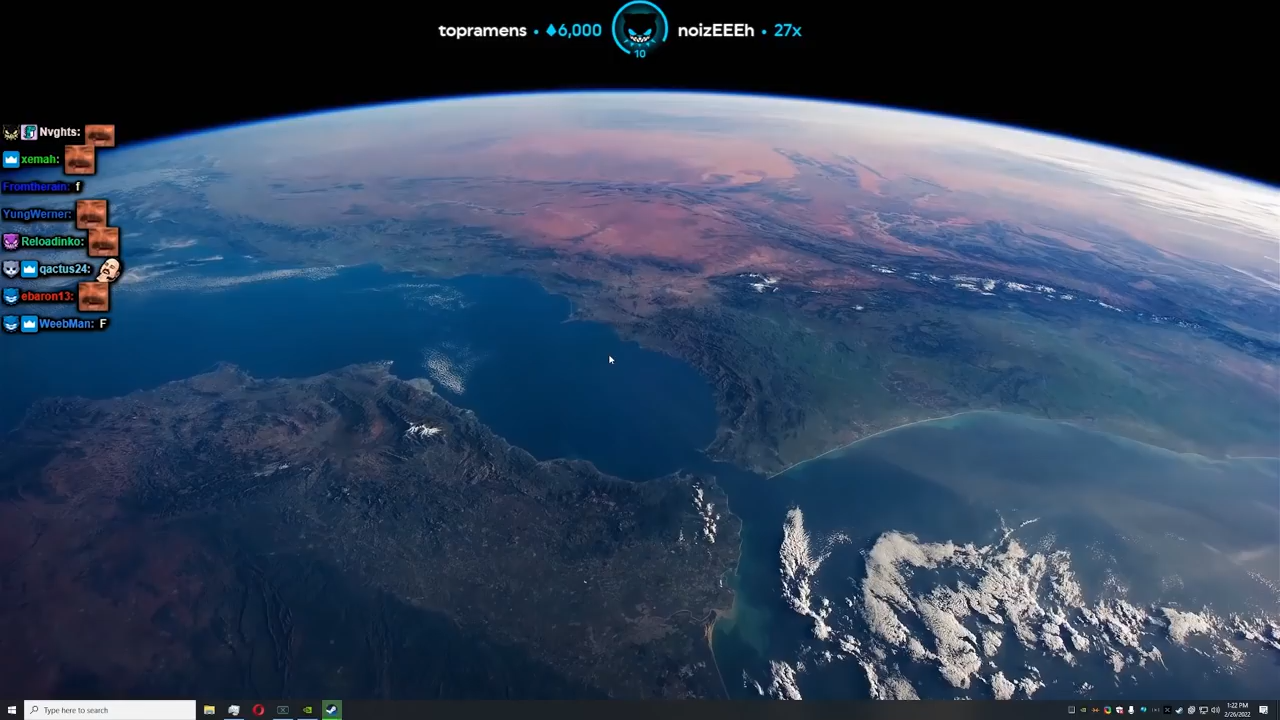 topramens • 6,000
10
noizEEEh • 27x
Nvghts:
xemah:
Fromtherain: f
YungWerner:
Reloadinko:
qactus24:
ebaron13:
WeebMan: F
Type here to search
1:22 PM
2/26/2022